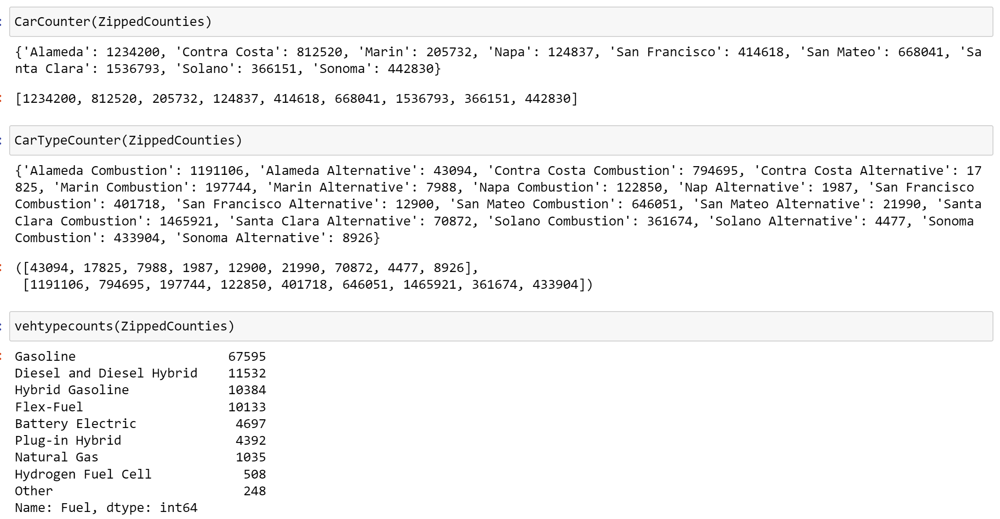 CarCounter(ZippedCounties)
{'Alameda': 1234200, 'Contra Costa': 812520, 'Marin': 205732, 'Napa': 124837, 'San Francisco': 414618, 'San Mateo': 668041, 'Sa
nta Clara': 1536793, 'Solano': 366151, 'Sonoma': 442830}
[1234200, 812520, 205732, 124837, 414618, 668041, 1536793, 366151, 442830]
CarTypeCounter(ZippedCounties)
{'Alameda Combustion': 1191106, 'Alameda Alternative': 43094, 'Contra Costa Combustion': 794695, 'Contra Costa Alternative': 17
825, 'Marin Combustion': 197744, 'Marin Alternative': 7988, 'Napa Combustion': 122850, 'Nap Alternative': 1987, 'San Francisco
Combustion': 401718, 'San Francisco Alternative': 12900, 'San Mateo Combustion': 646051, 'San Mateo Alternative': 21990, 'Santa
Clara Combustion': 1465921, 'Santa Clara Alternative': 70872, 'Solano Combustion': 361674, 'Solano Alternative': 4477, 'Sonoma
Combustion': 433904, 'Sonoma Alternative': 8926}
([43094, 17825, 7988, 1987, 12900, 21990, 70872, 4477, 8926],
[1191106, 794695, 197744, 122850, 401718, 646051, 1465921, 361674, 433904])
vehtypecounts(ZippedCounties)
Gasoline 67595
Diesel and Diesel Hybrid 11532
Hybrid Gasoline 10384
Flex-Fuel 10133
Battery Electric 4697
Plug-in Hybrid 4392
Natural Gas 1035
Hydrogen Fuel Cell 508
Other 248
Name: Fuel, dtype: int64